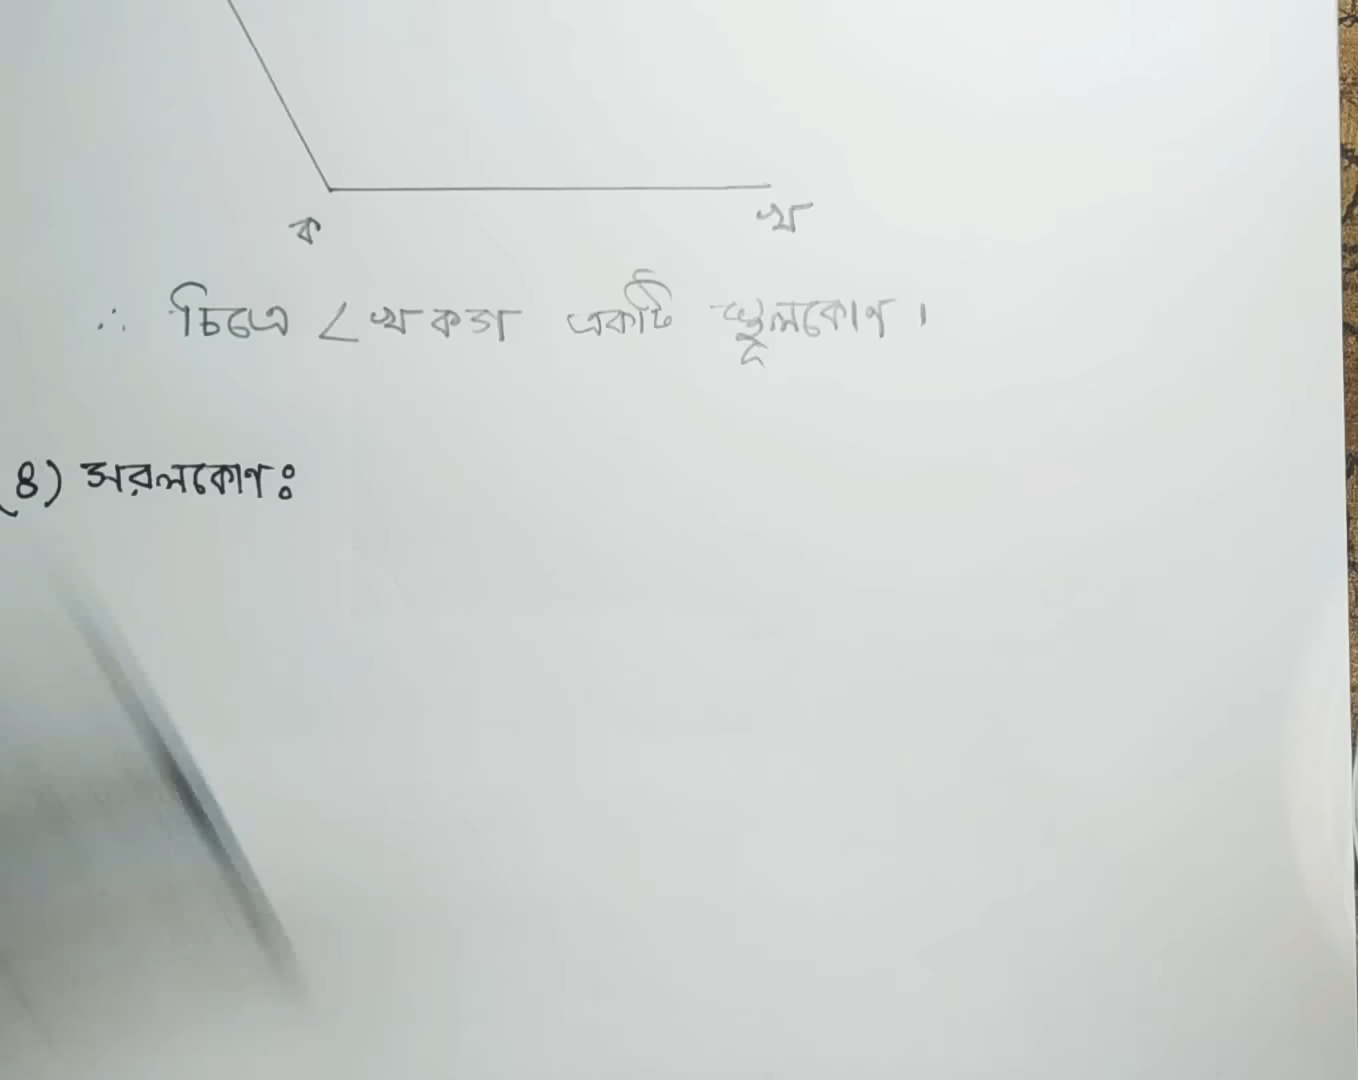 ক
খ
∴ চিত্রে ∠খকগ একটি স্থূলকোণ।
(৪) সরলকোণঃ